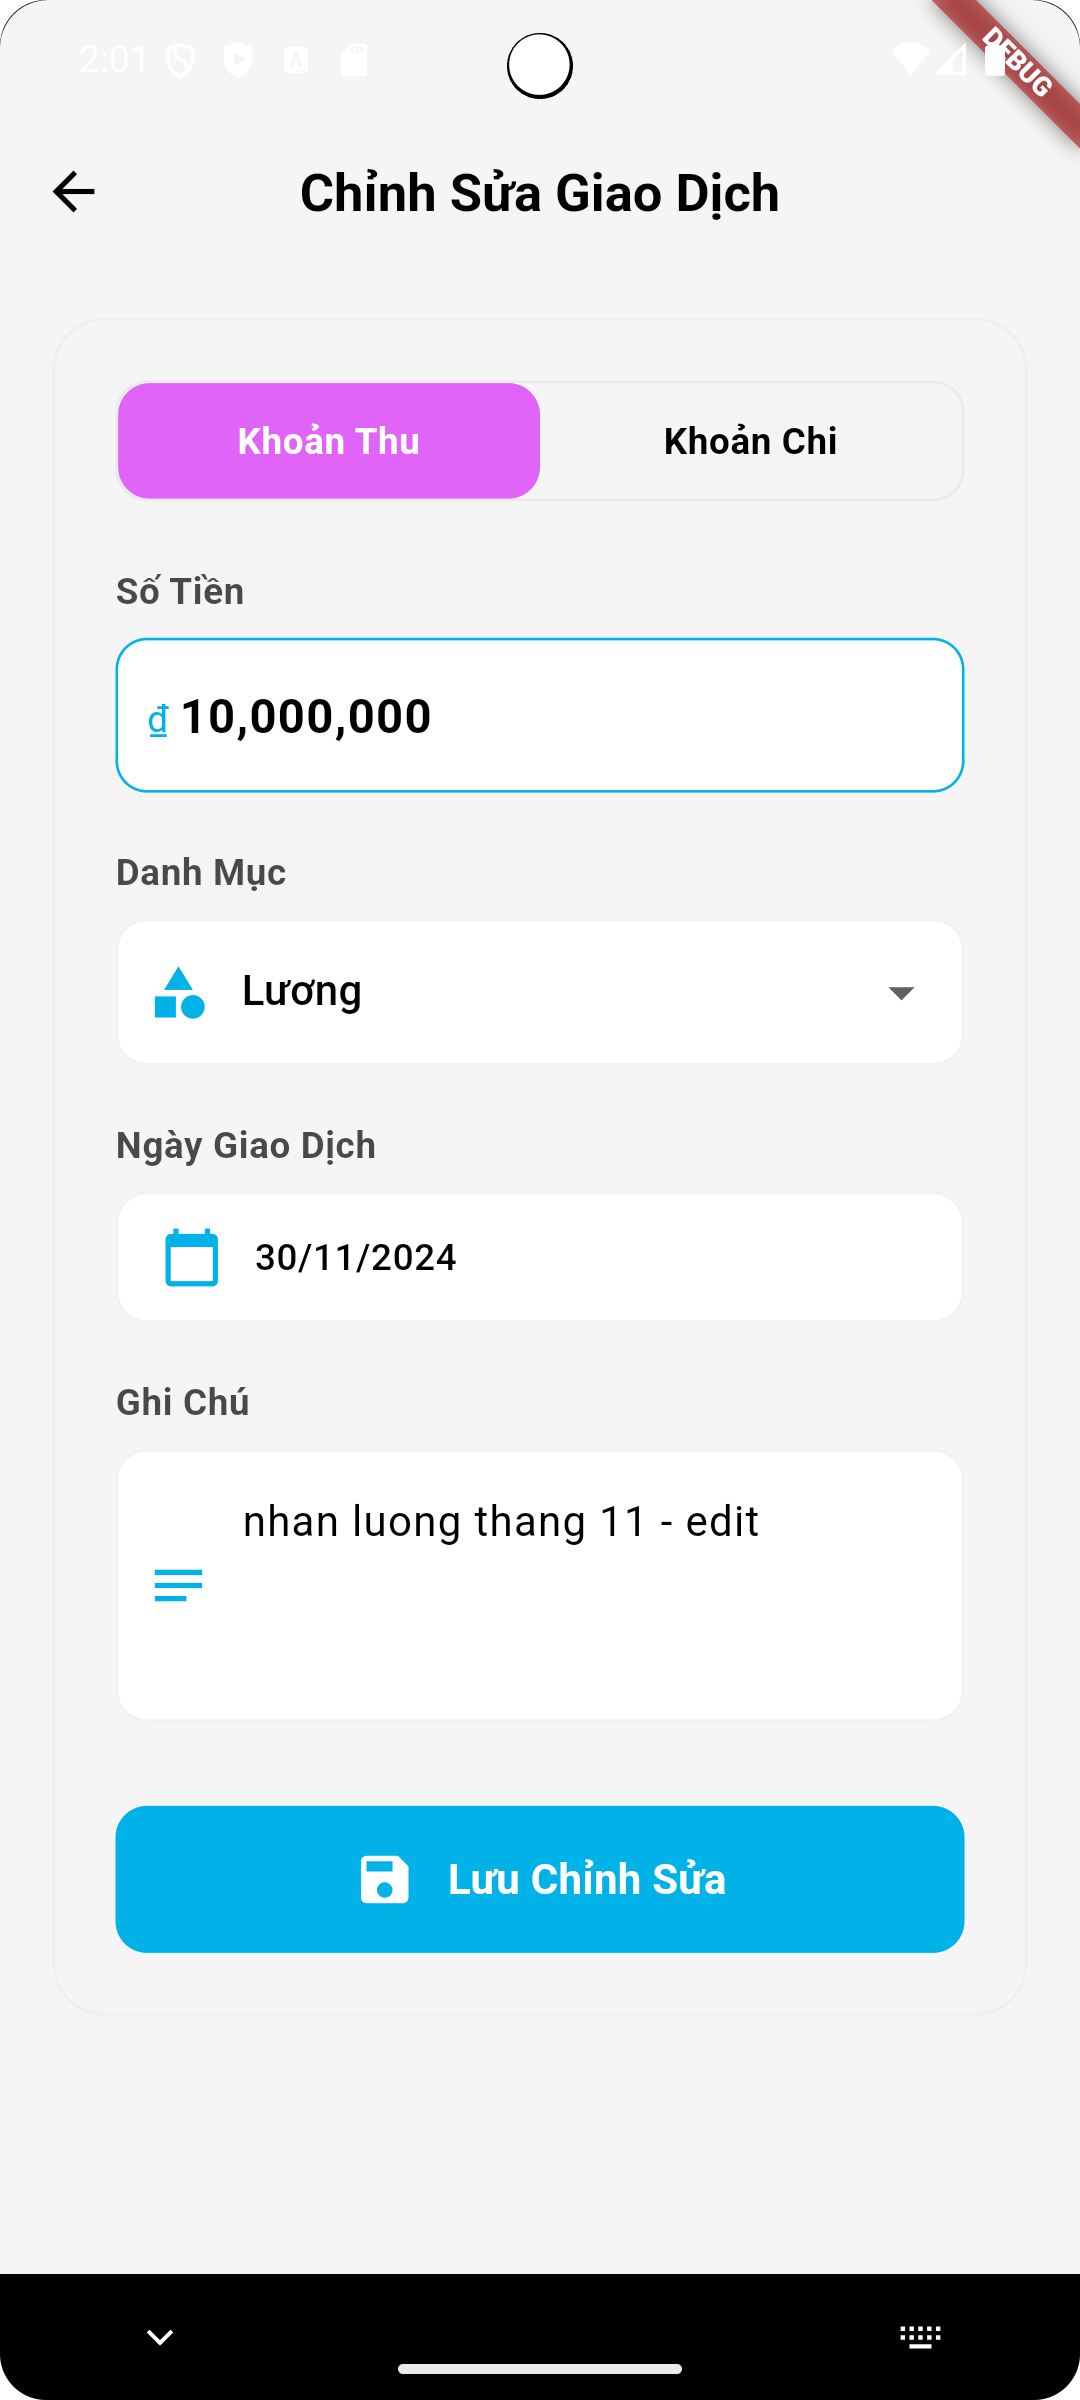 2:01
DEBUG
Chỉnh Sửa Giao Dịch
Khoản Thu
Khoản Chi
Số Tiền
₫ 10,000,000
Danh Mục
Lương
Ngày Giao Dịch
30/11/2024
Ghi Chú
nhan luong thang 11 - edit
Lưu Chỉnh Sửa